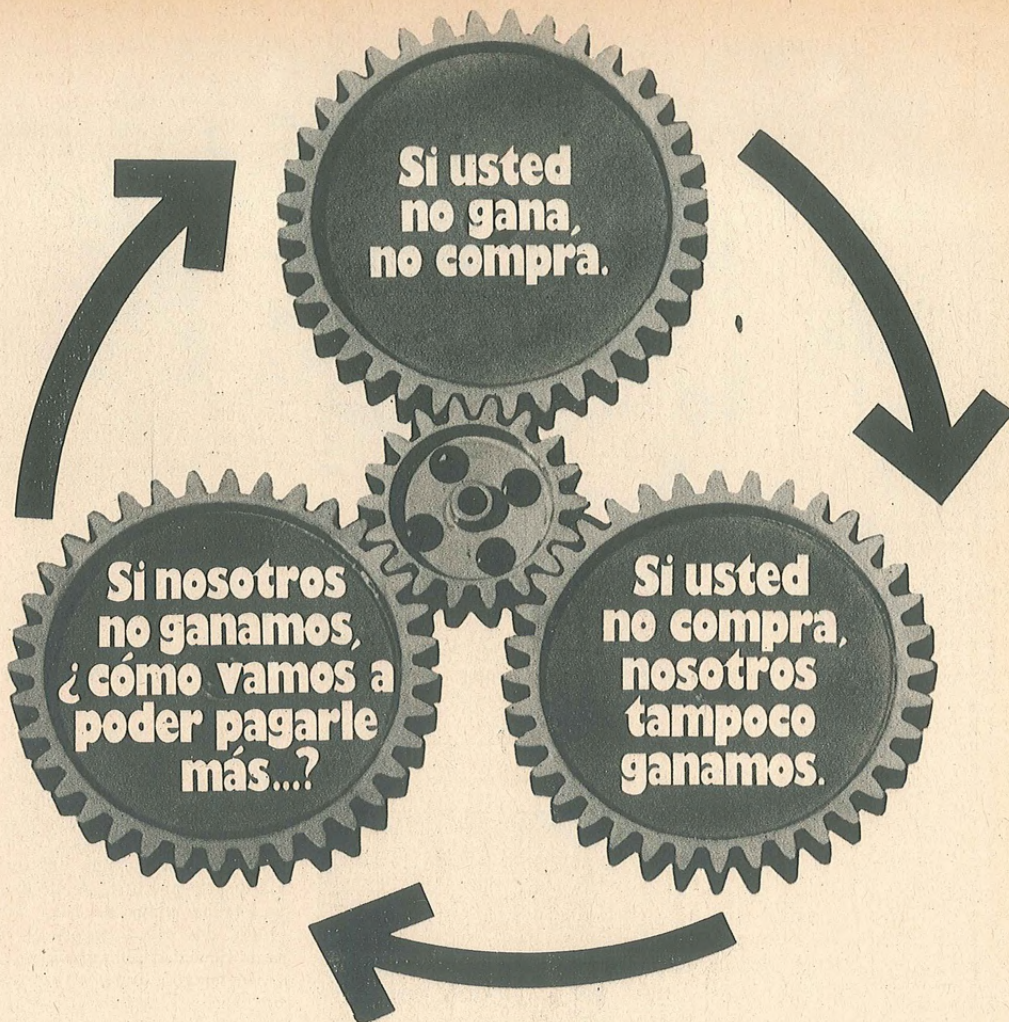 Si usted
no gana,
no compra.
Si usted
no compra,
nosotros
tampoco
ganamos.
Si nosotros
no ganamos,
¿cómo vamos a
poder pagarle
más...?